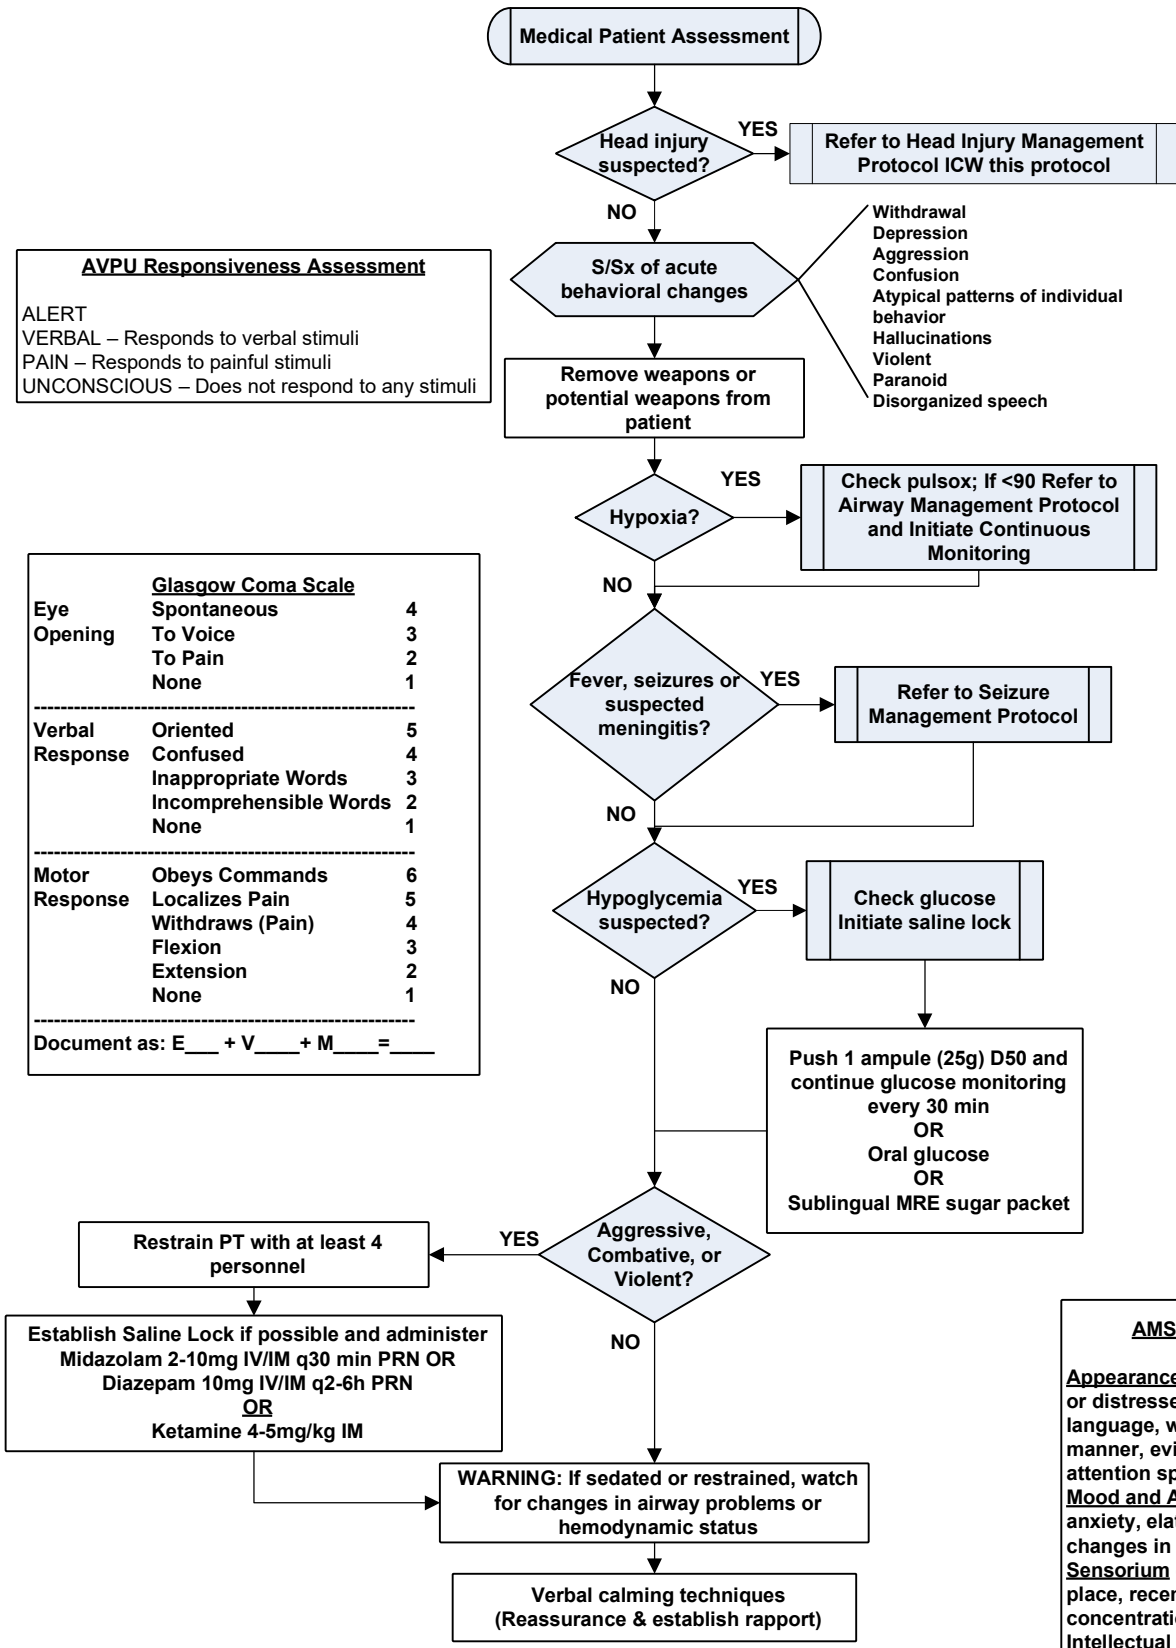 Medical Patient Assessment
Head injury
suspected?
YES
Refer to Head Injury Management
Protocol ICW this protocol
NO
S/Sx of acute
behavioral changes
Withdrawal
Depression
Aggression
Confusion
Atypical patterns of individual
behavior
Hallucinations
Violent
Paranoid
Disorganized speech
AVPU Responsiveness Assessment
ALERT
VERBAL – Responds to verbal stimuli
PAIN – Responds to painful stimuli
UNCONSCIOUS – Does not respond to any stimuli
Remove weapons or
potential weapons from
patient
Hypoxia?
YES
Check pulsox; If <90 Refer to
Airway Management Protocol
and Initiate Continuous
Monitoring
NO
Glasgow Coma Scale
Eye Spontaneous 4
Opening To Voice 3
To Pain 2
None 1
Verbal Oriented 5
Response Confused 4
Inappropriate Words 3
Incomprehensible Words 2
None 1
Motor Obeys Commands 6
Response Localizes Pain 5
Withdraws (Pain) 4
Flexion 3
Extension 2
None 1
Document as: E___ + V____+ M____=____
Fever, seizures or
suspected
meningitis?
YES
Refer to Seizure
Management Protocol
NO
Hypoglycemia
suspected?
YES
Check glucose
Initiate saline lock
NO
Push 1 ampule (25g) D50 and
continue glucose monitoring
every 30 min
OR
Oral glucose
OR
Sublingual MRE sugar packet
Aggressive,
Combative, or
Violent?
YES
Restrain PT with at least 4
personnel
Establish Saline Lock if possible and administer
Midazolam 2-10mg IV/IM q30 min PRN OR
Diazepam 10mg IV/IM q2-6h PRN
OR
Ketamine 4-5mg/kg IM
NO
WARNING: If sedated or restrained, watch
for changes in airway problems or
hemodynamic status
Verbal calming techniques
(Reassurance & establish rapport)
AMS
Appearance
or distresse
language, w
manner, evi
attention sp
Mood and A
anxiety, elat
changes in
Sensorium
place, recen
concentratio
Intellectual